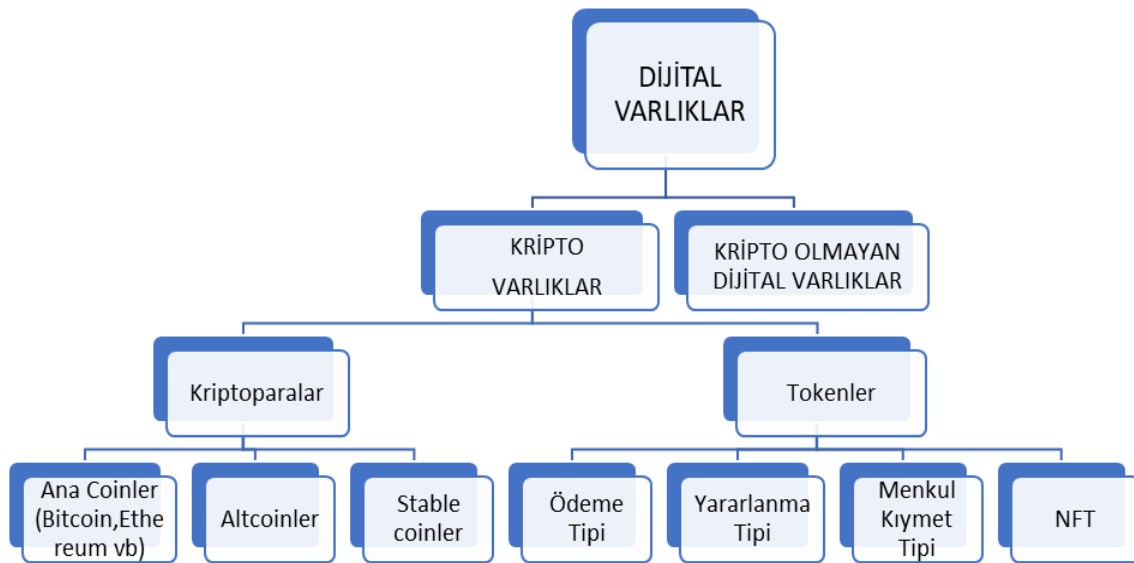 DİJİTAL
VARLIKLAR
KRİPTO
VARLIKLAR
KRİPTO OLMAYAN
DİJİTAL VARLIKLAR
Kriptoparalar
Tokenler
Ana Coinler
(Bitcoin,Ethe
reum vb)
Altcoinler
Stable
coinler
Ödeme
Tipi
Yararlanma
Tipi
Menkul
Kıymet
Tipi
NFT